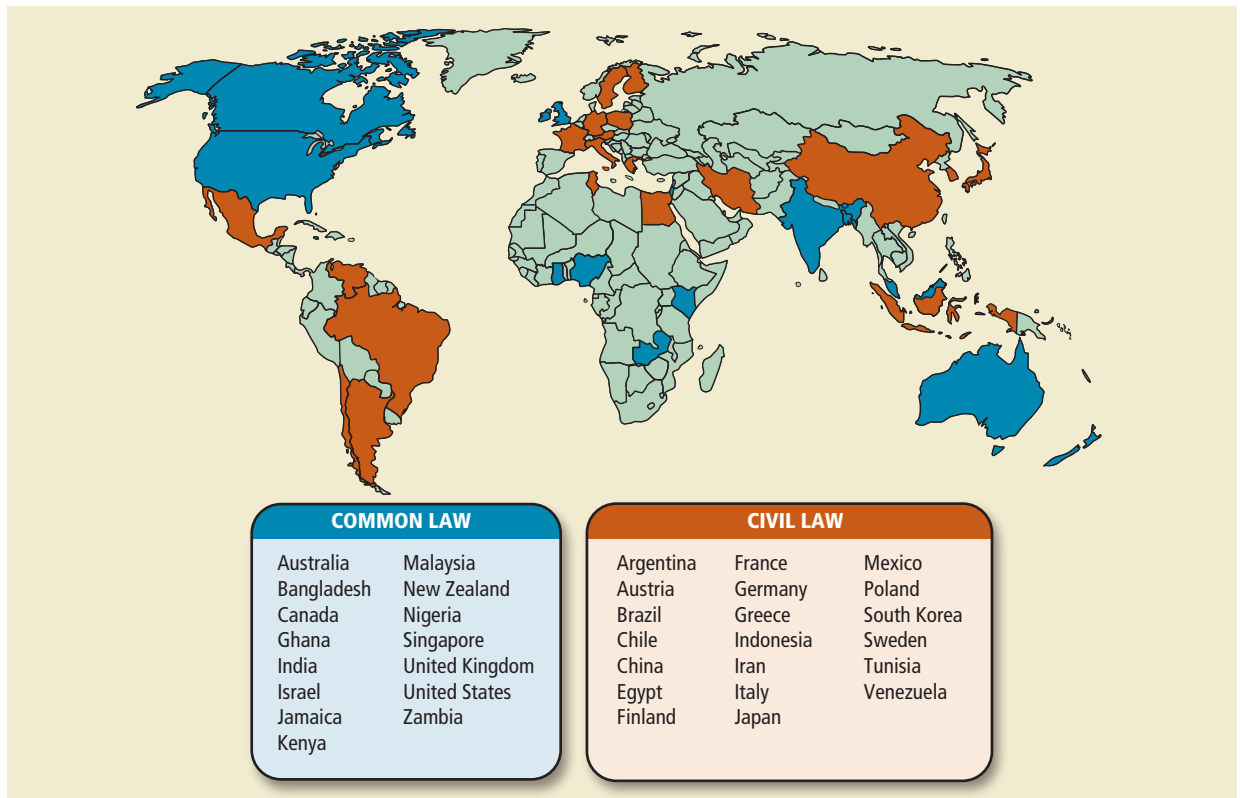 COMMON LAW
Australia
Bangladesh
Canada
Ghana
India
Israel
Jamaica
Kenya
Malaysia
New Zealand
Nigeria
Singapore
United Kingdom
United States
Zambia
CIVIL LAW
Argentina
Austria
Brazil
Chile
China
Egypt
Finland
France
Germany
Greece
Indonesia
Iran
Italy
Japan
Mexico
Poland
South Korea
Sweden
Tunisia
Venezuela